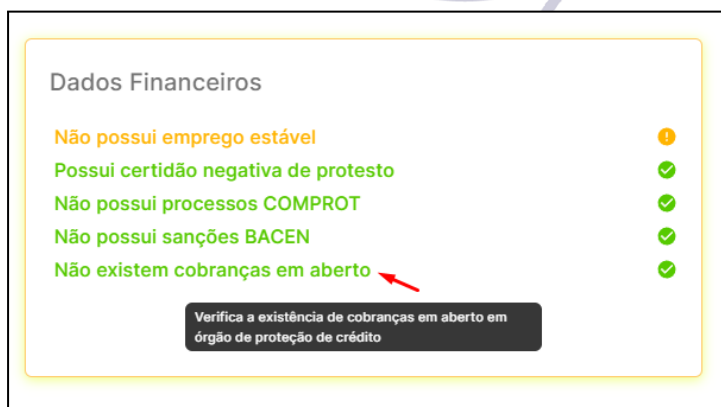 Dados Financeiros
Não possui emprego estável
Possui certidão negativa de protesto
Não possui processos COMPROT
Não possui sanções BACEN
Não existem cobranças em aberto
Verifica a existência de cobranças em aberto em
órgão de proteção de crédito